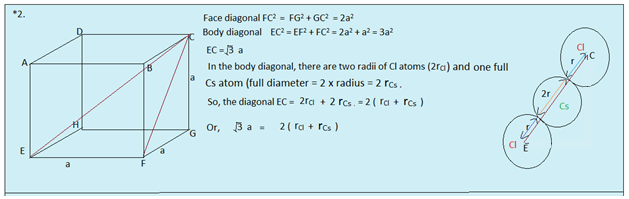 *2.
Face diagonal FC² = FG² + GC² = 2a²
Body diagonal EC² = EF² + FC² = 2a² + a² = 3a²
EC = √3 a
In the body diagonal, there are two radii of Cl atoms (2rCl) and one full
Cs atom (full diameter = 2 x radius = 2 rCs .
So, the diagonal EC = 2rCl + 2 rCs . = 2 ( rCl + rCs )
Or, √3 a = 2 ( rCl + rCs )
D
C
A
B
a
H
G
E
a
F
a
Cl
C
r
2r
Cs
r
Cl
E